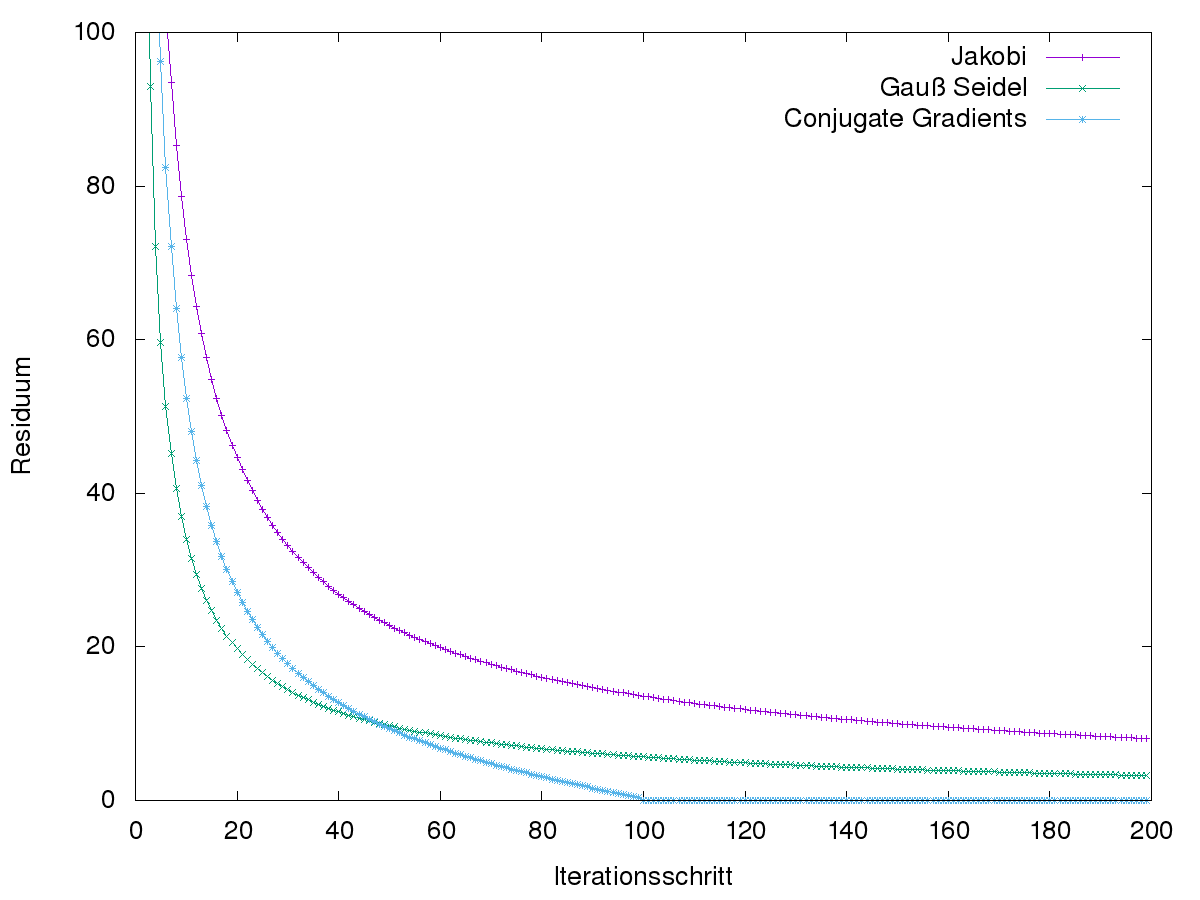 100
80
60
40
20
0
Residuum
Jakobi
Gauß Seidel
Conjugate Gradients
0 20 40 60 80 100 120 140 160 180 200
Iterationsschritt